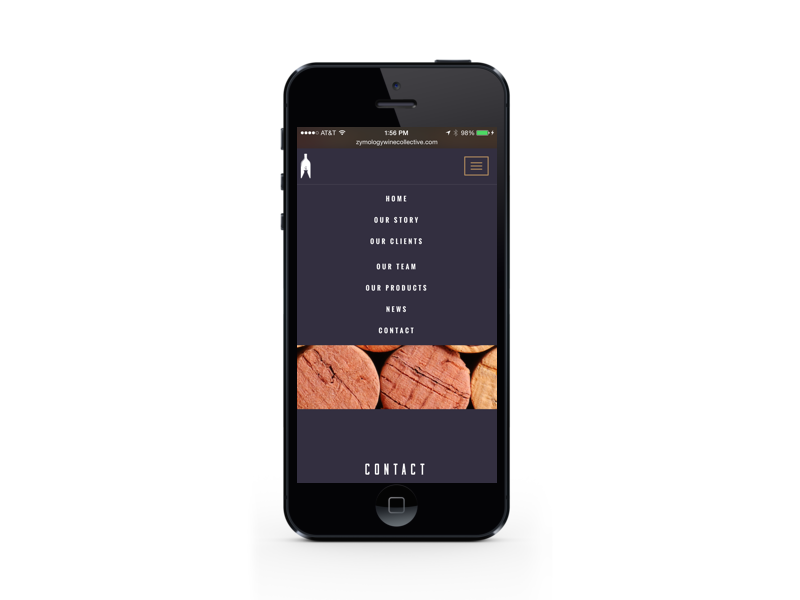 AT&T 1:56 PM 98%
zymologywinecollective.com
HOME
OUR STORY
OUR CLIENTS
OUR TEAM
OUR PRODUCTS
NEWS
CONTACT
CONTACT